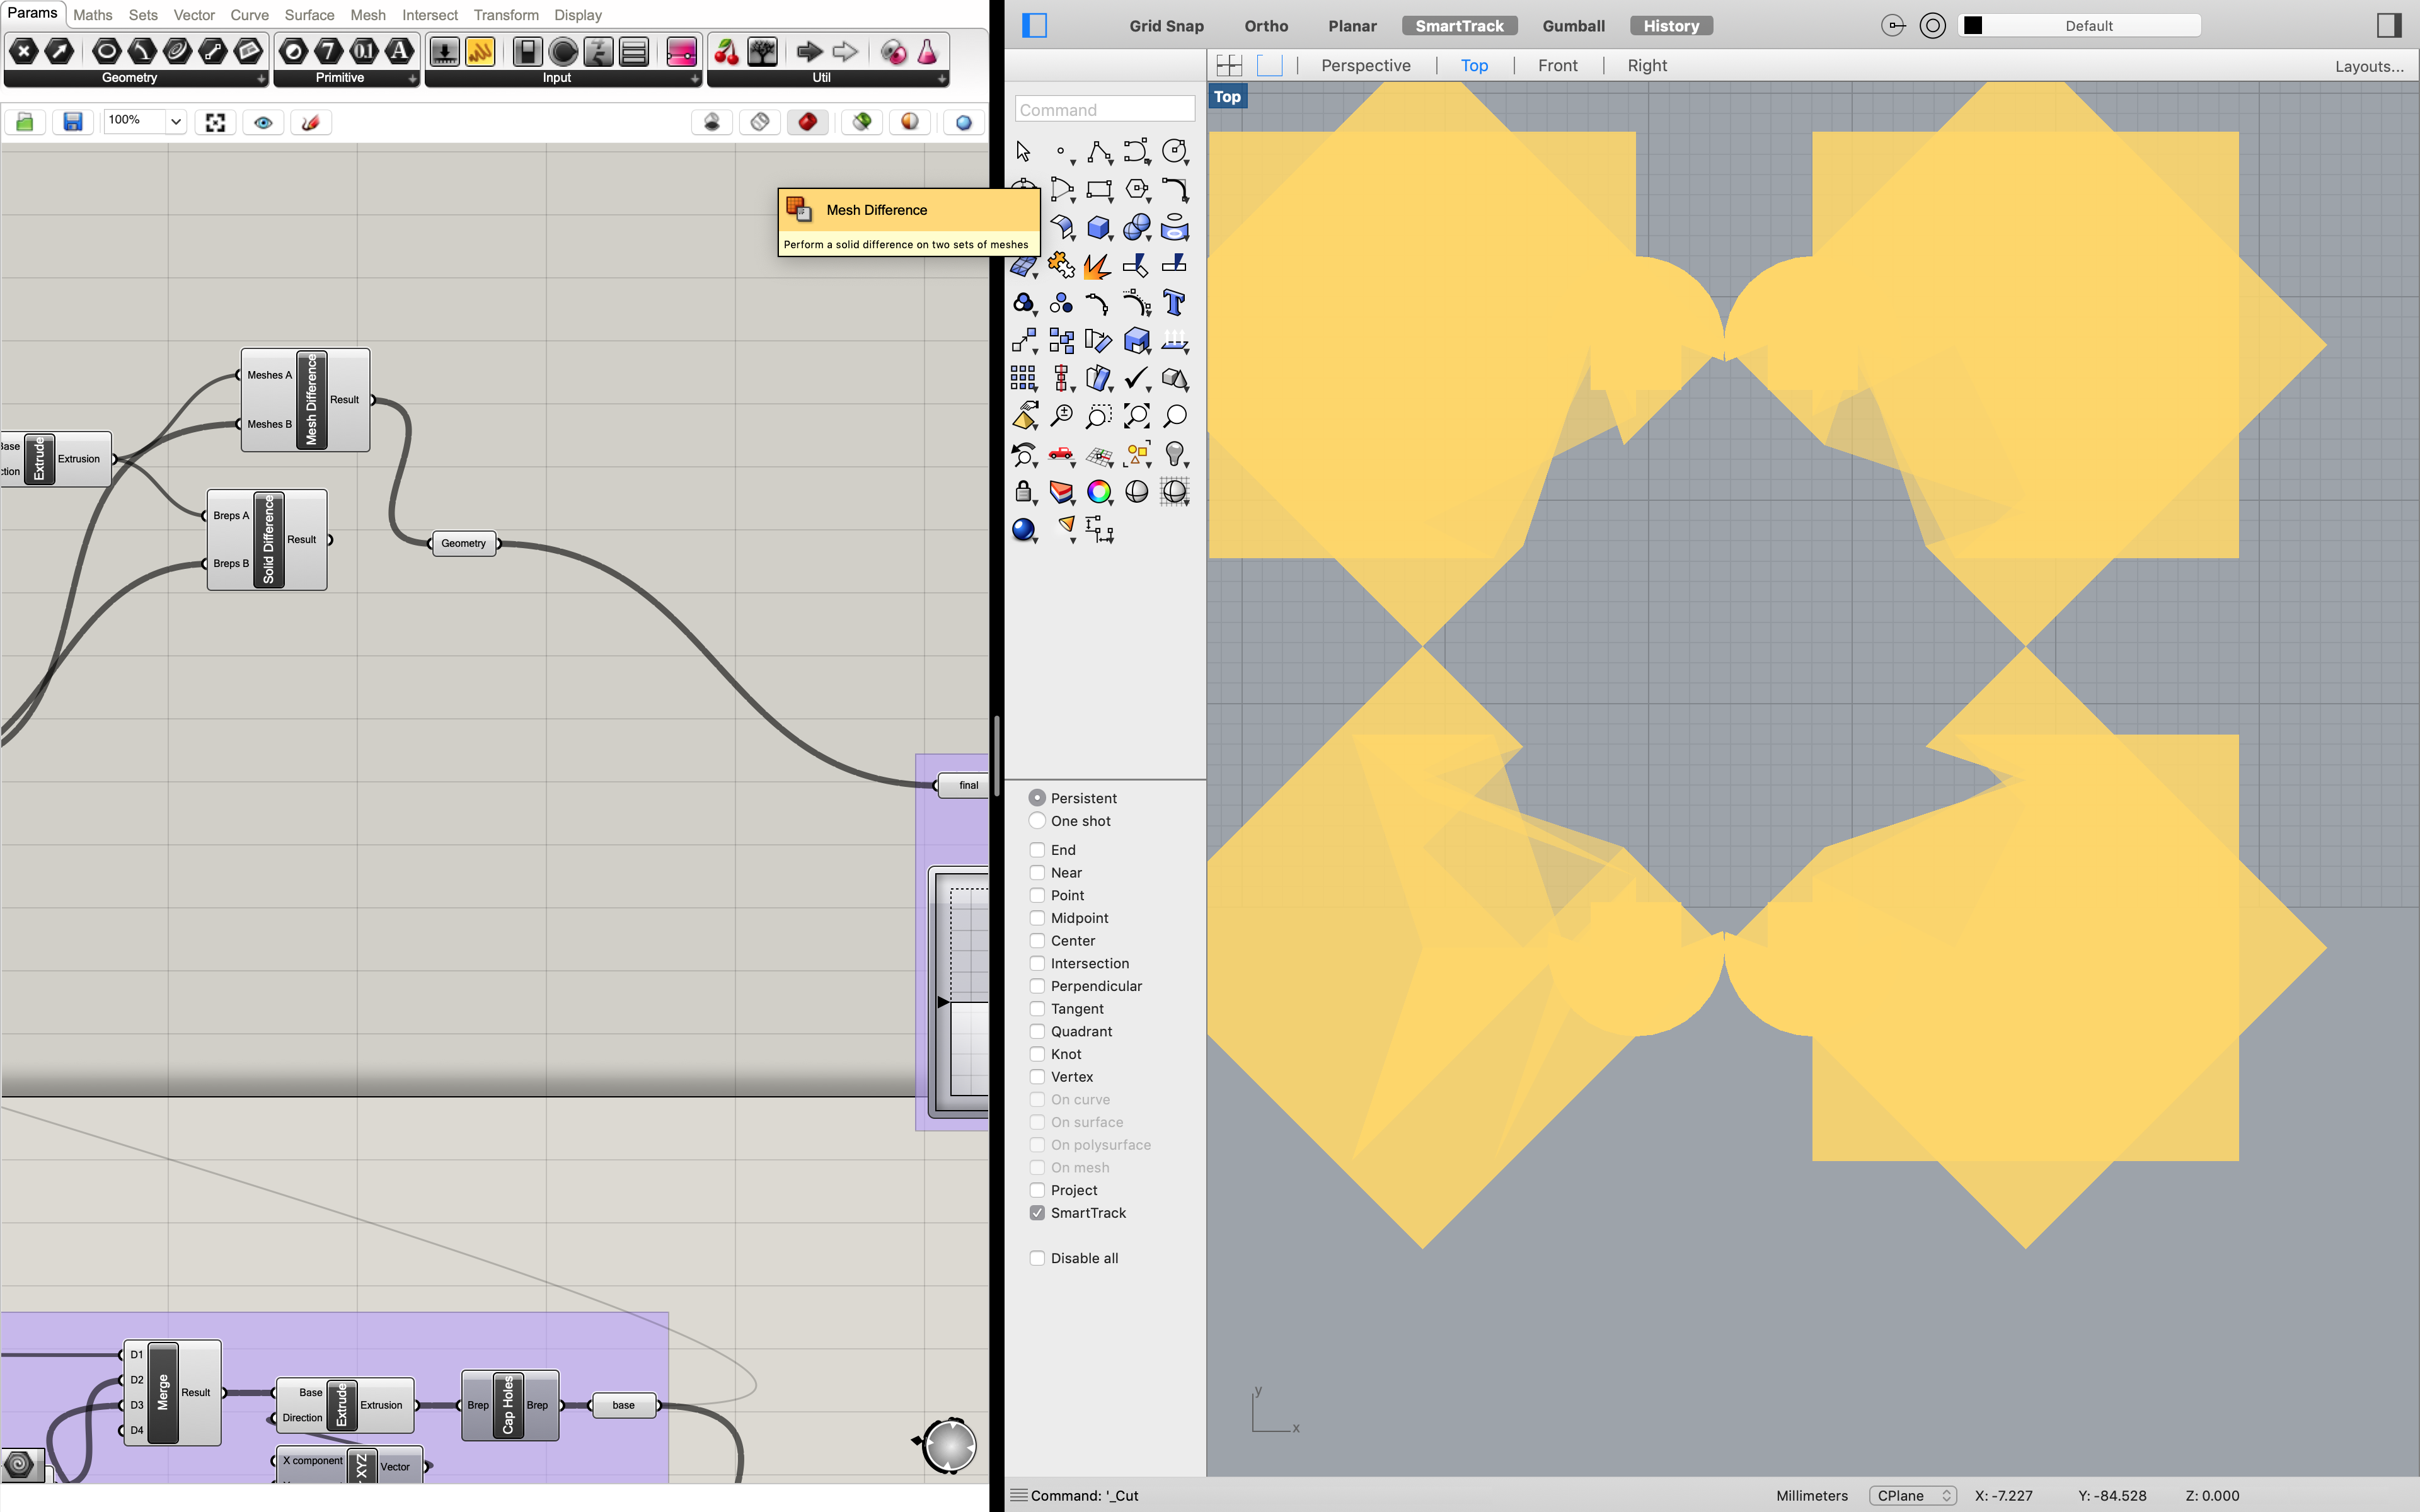 Params Maths Sets Vector Curve Surface Mesh Intersect Transform Display
Geometry Primitive Input Util
100%
Mesh Difference
Perform a solid difference on two sets of meshes
Meshes A
Meshes B
Mesh Difference
Result
Base
Extrude
Extrusion
Breps A
Breps B
Solid Difference
Result
Geometry
final
D1
D2
D3
D4
Merge
Result
Base
Direction
Extrude
Extrusion
Brep
Cap Holes
Brep
base
X component
XYZ
Vector
Grid Snap Ortho Planar SmartTrack Gumball History
Default
Perspective Top Front Right
Layouts...
Top
Command
Persistent
One shot
End
Near
Point
Midpoint
Center
Intersection
Perpendicular
Tangent
Quadrant
Knot
Vertex
On curve
On surface
On polysurface
On mesh
Project
SmartTrack
Disable all
y
x
Command: '_Cut
Millimeters CPlane X: -7.227 Y: -84.528 Z: 0.000